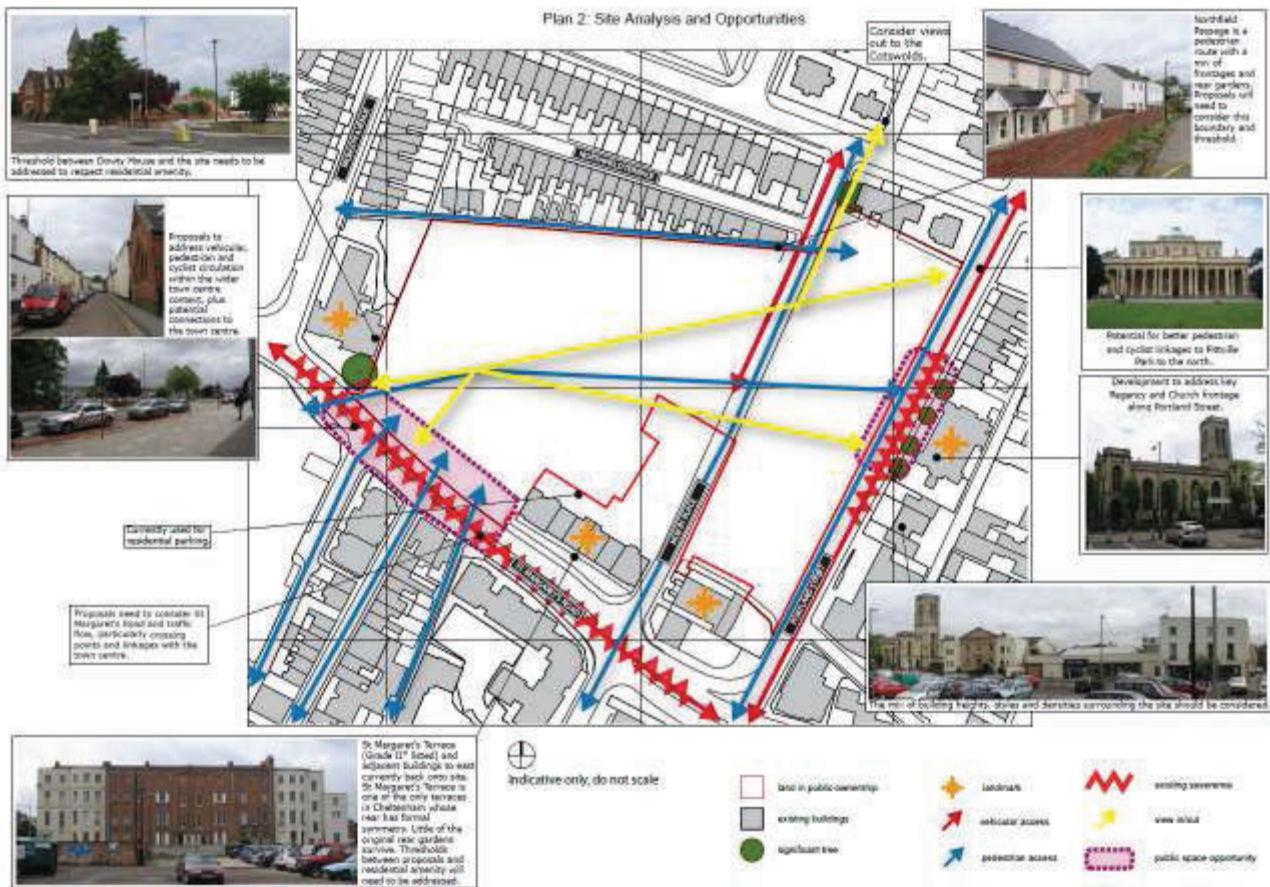 Plan 2: Site Analysis and Opportunities
Threshold between Dowty House and the site needs to be
addressed to respect residential amenity.
Consider views
out to the
Cotswolds.
Northfield
Passage is a
pedestrian
route with a
mix of
frontages and
rear gardens.
Proposals will
need to
consider this
boundary and
threshold.
Proposals to
address vehicular,
pedestrian and
cyclist circulation
within the wider
town centre
context, plus
potential
connections to
the town centre.
Potential for better pedestrian
and cyclist linkages to Pittville
Park to the north.
Development to address key
Regency and Church frontage
along Portland Street.
Currently used for
residential parking
Proposals need to consider St
Margaret's Road and traffic
flow, particularly crossing
points and linkages with the
town centre.
The mix of building heights, styles and densities surrounding the site should be considered
St Margaret's Terrace
(Grade II* listed) and
adjacent buildings to east
currently back onto site.
St Margaret's Terrace is
one of the only terraces
in Cheltenham whose
rear has formal
symmetry. Little of the
original rear gardens
survive. Thresholds
between proposals and
residential amenity will
need to be addressed.
Indicative only, do not scale
land in public ownership
existing buildings
significant tree
landmark
vehicular access
pedestrian access
existing severance
view in/out
public space opportunity